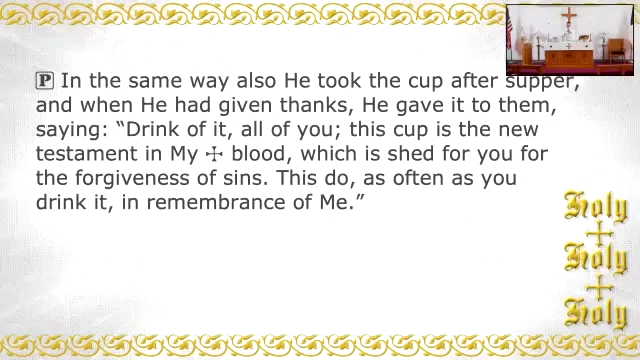 🄿 In the same way also He took the cup after supper,
and when He had given thanks, He gave it to them,
saying: “Drink of it, all of you; this cup is the new
testament in My ☩ blood, which is shed for you for
the forgiveness of sins. This do, as often as you
drink it, in remembrance of Me.”
Holy
Holy
Holy